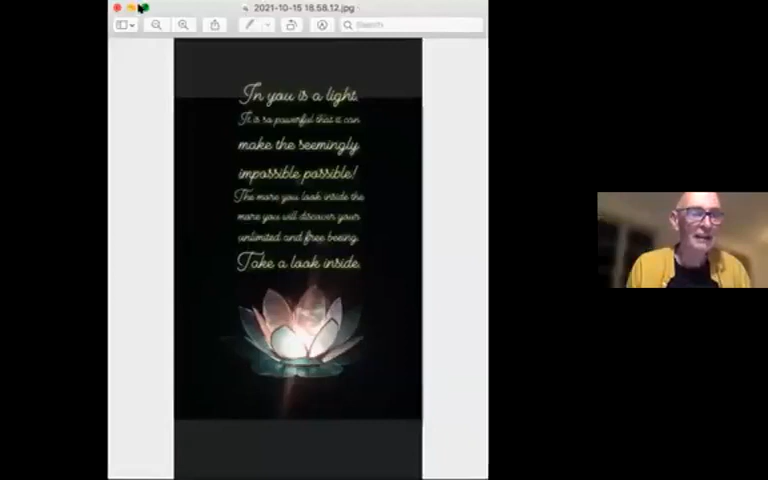 2021-10-15 18.58.12.jpg
Search
In you is a light.
It is so powerful that it can
make the seemingly
impossible possible!
The more you look inside the
more you will discover your
unlimited and free beeing.
Take a look inside.